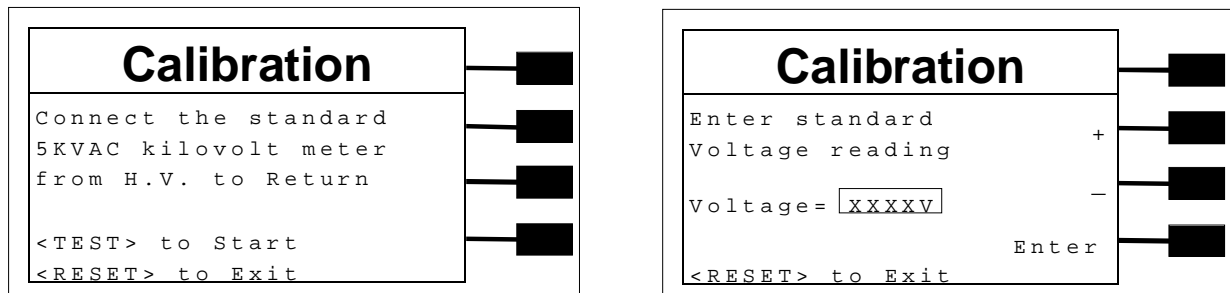 Calibration
Connect the standard
5KVAC kilovolt meter
from H.V. to Return
<TEST> to Start
<RESET> to Exit
Calibration
Enter standard
+
Voltage reading
_
Voltage= XXXXV
Enter
<RESET> to Exit